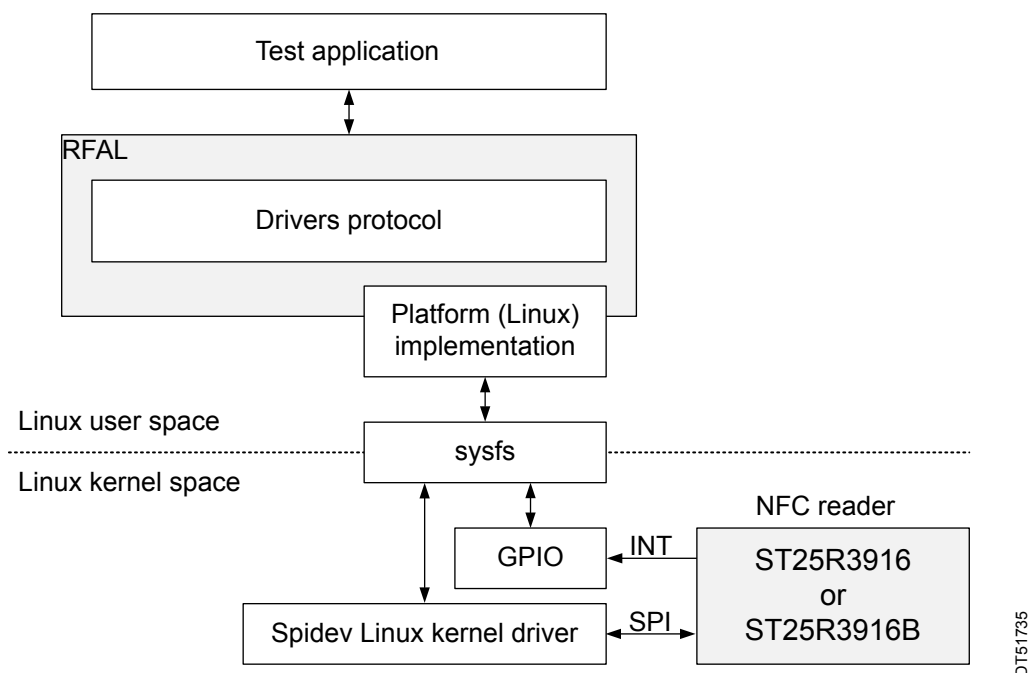 Test application
RFAL
Drivers protocol
Platform (Linux)
implementation
Linux user space
sysfs
Linux kernel space
NFC reader
GPIO
INT
ST25R3916
or
ST25R3916B
Spidev Linux kernel driver
SPI
DT51735